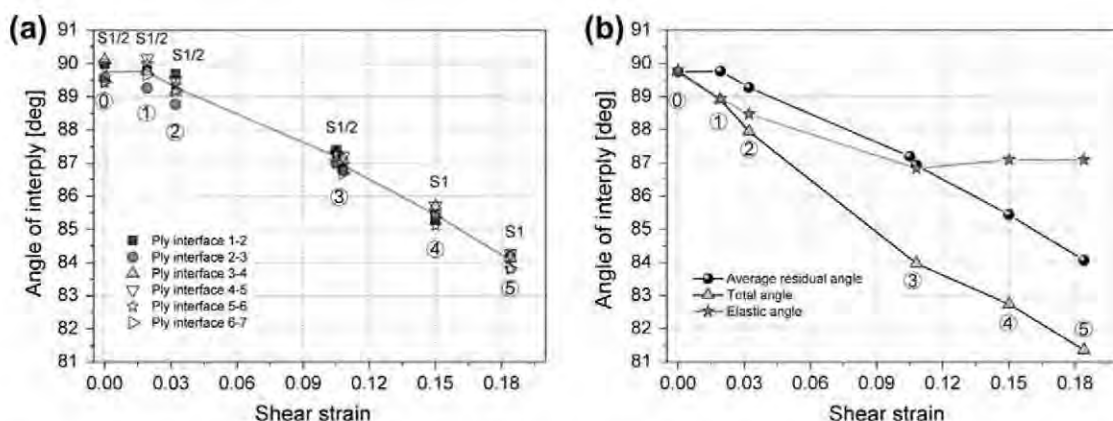 (a)
Angle of interply [deg]
91
90
89
88
87
86
85
84
83
82
81
S1/2
S1/2
S1/2
S1/2
S1
S1
0
1
2
3
4
5
Ply interface 1-2
Ply interface 2-3
Ply interface 3-4
Ply interface 4-5
Ply interface 5-6
Ply interface 6-7
0.00 0.03 0.06 0.09 0.12 0.15 0.18
Shear strain
(b)
Angle of interply [deg]
91
90
89
88
87
86
85
84
83
82
81
0
1
2
3
4
5
Average residual angle
Total angle
Elastic angle
0.00 0.03 0.06 0.09 0.12 0.15 0.18
Shear strain